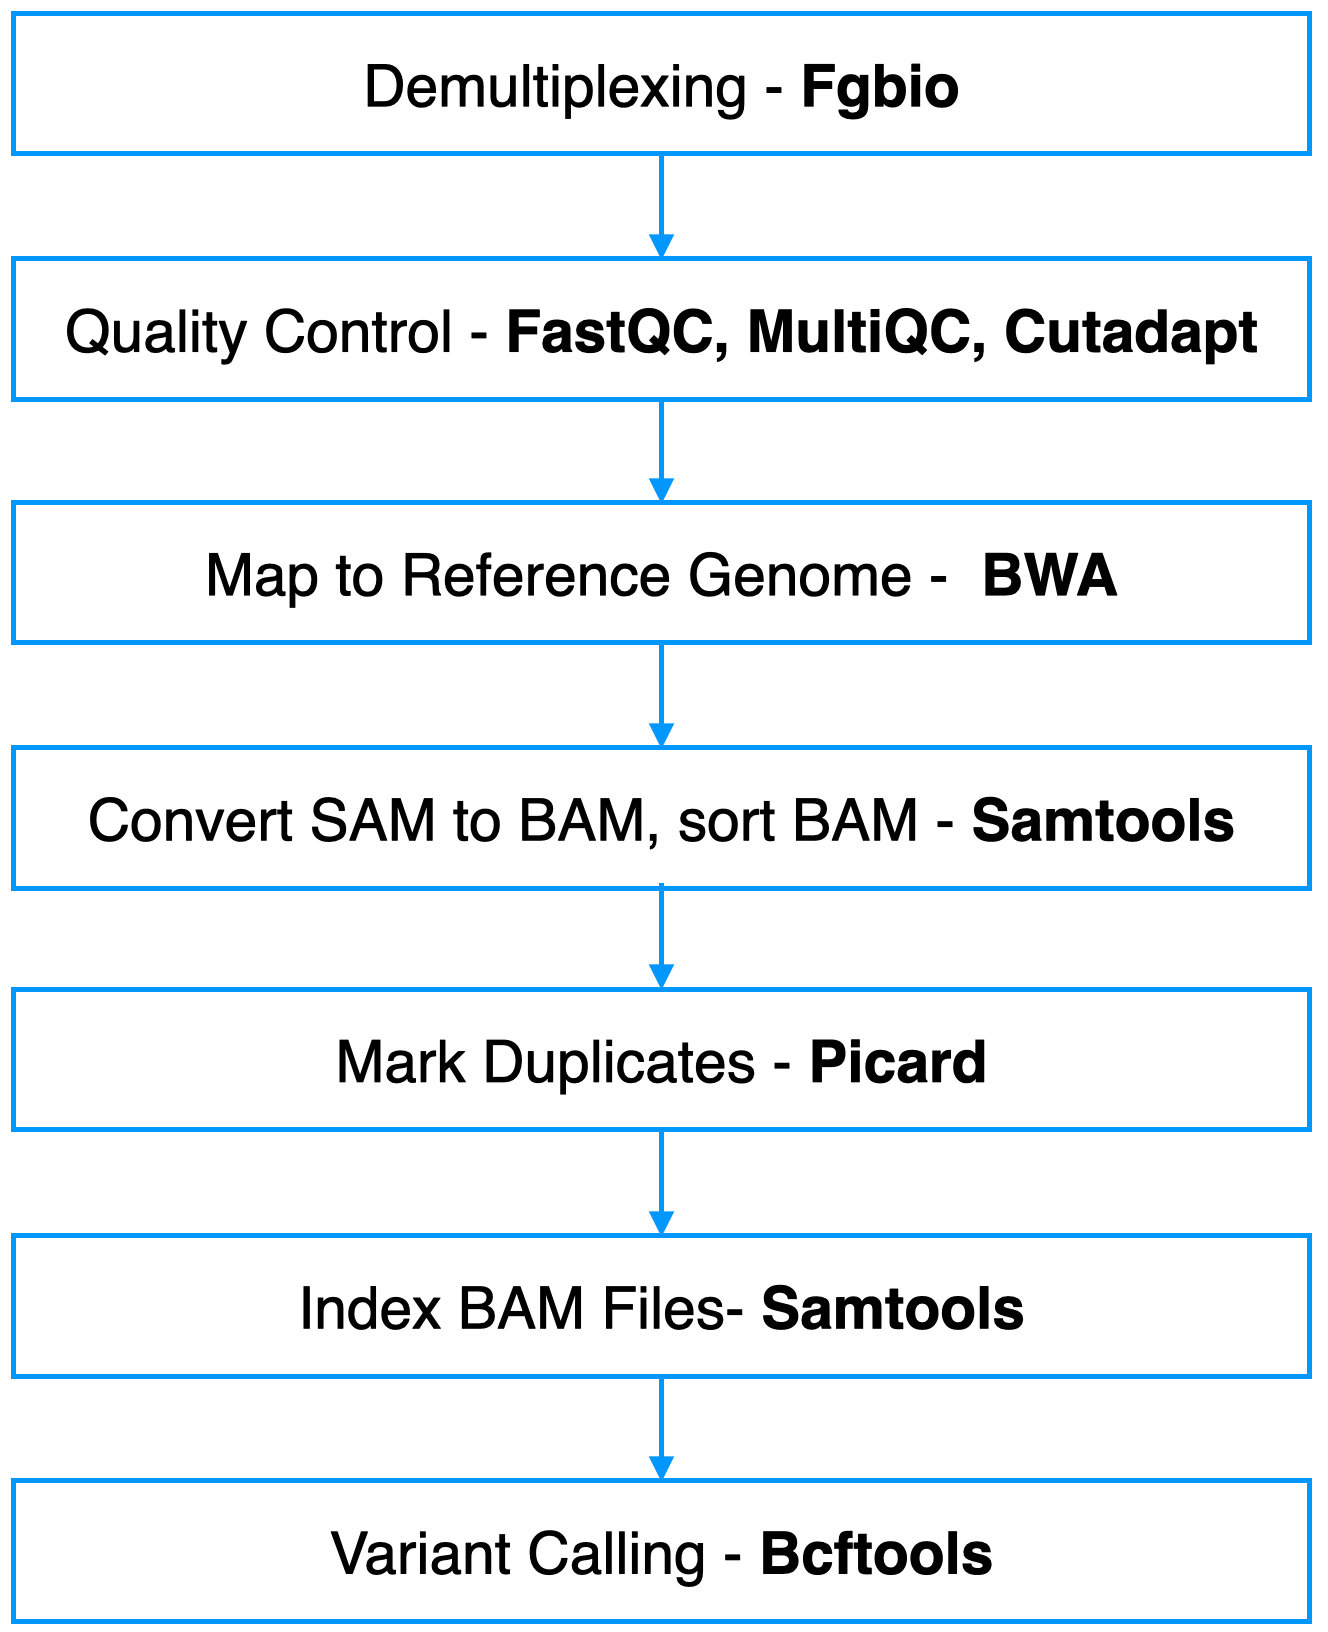 Demultiplexing - Fgbio
Quality Control - FastQC, MultiQC, Cutadapt
Map to Reference Genome -  BWA
Convert SAM to BAM, sort BAM - Samtools
Mark Duplicates - Picard
Index BAM Files- Samtools
Variant Calling - Bcftools